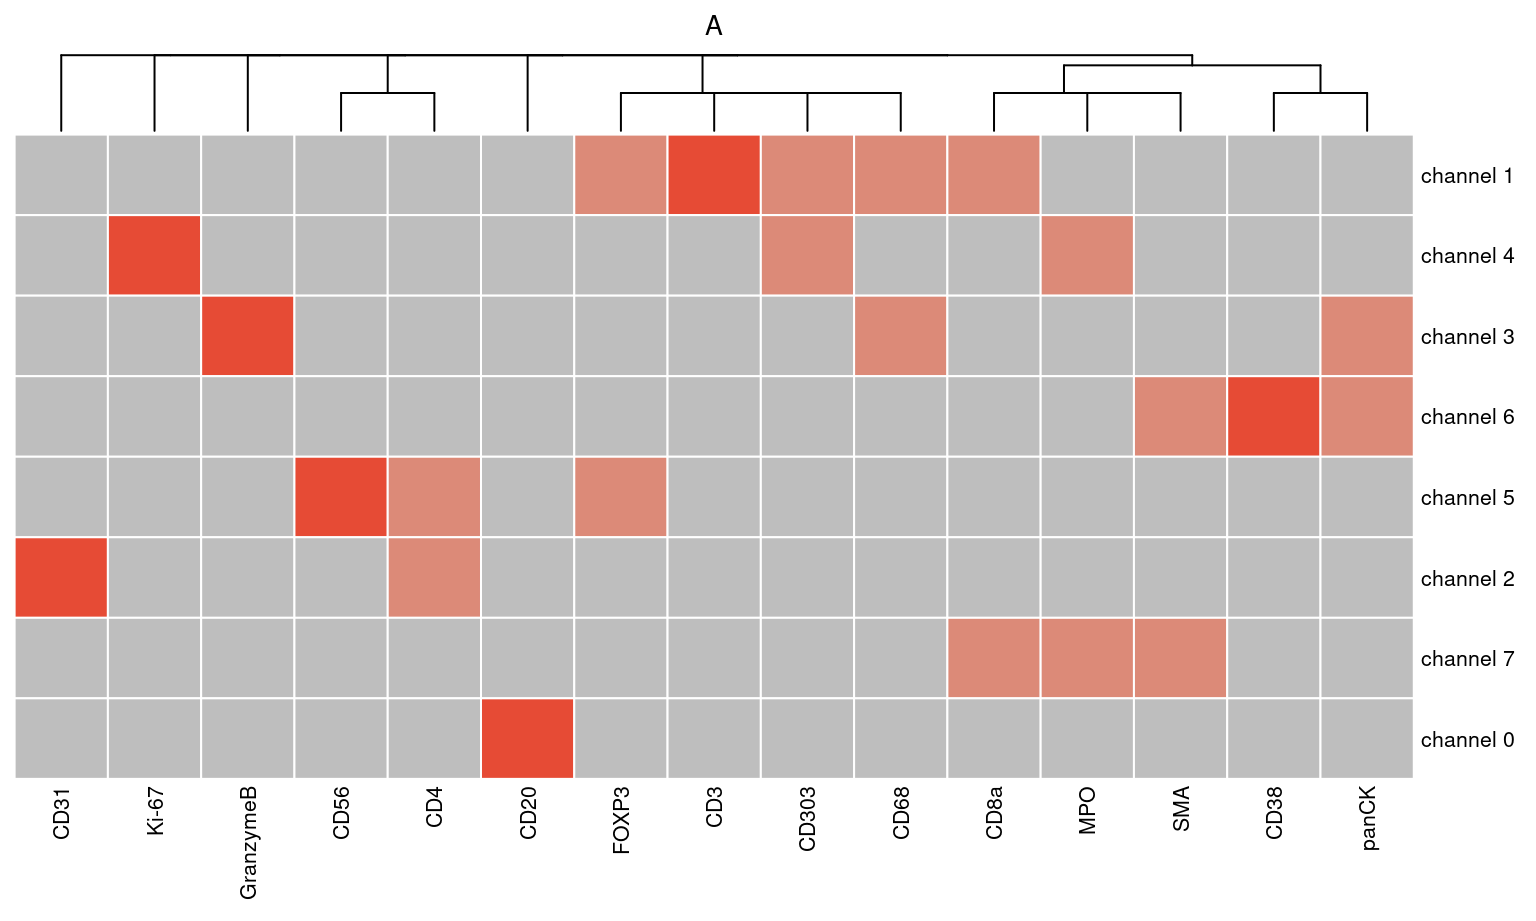 A
channel 1
channel 4
channel 3
channel 6
channel 5
channel 2
channel 7
channel 0
CD31
Ki-67
GranzymeB
CD56
CD4
CD20
FOXP3
CD3
CD303
CD68
CD8a
MPO
SMA
CD38
panCK